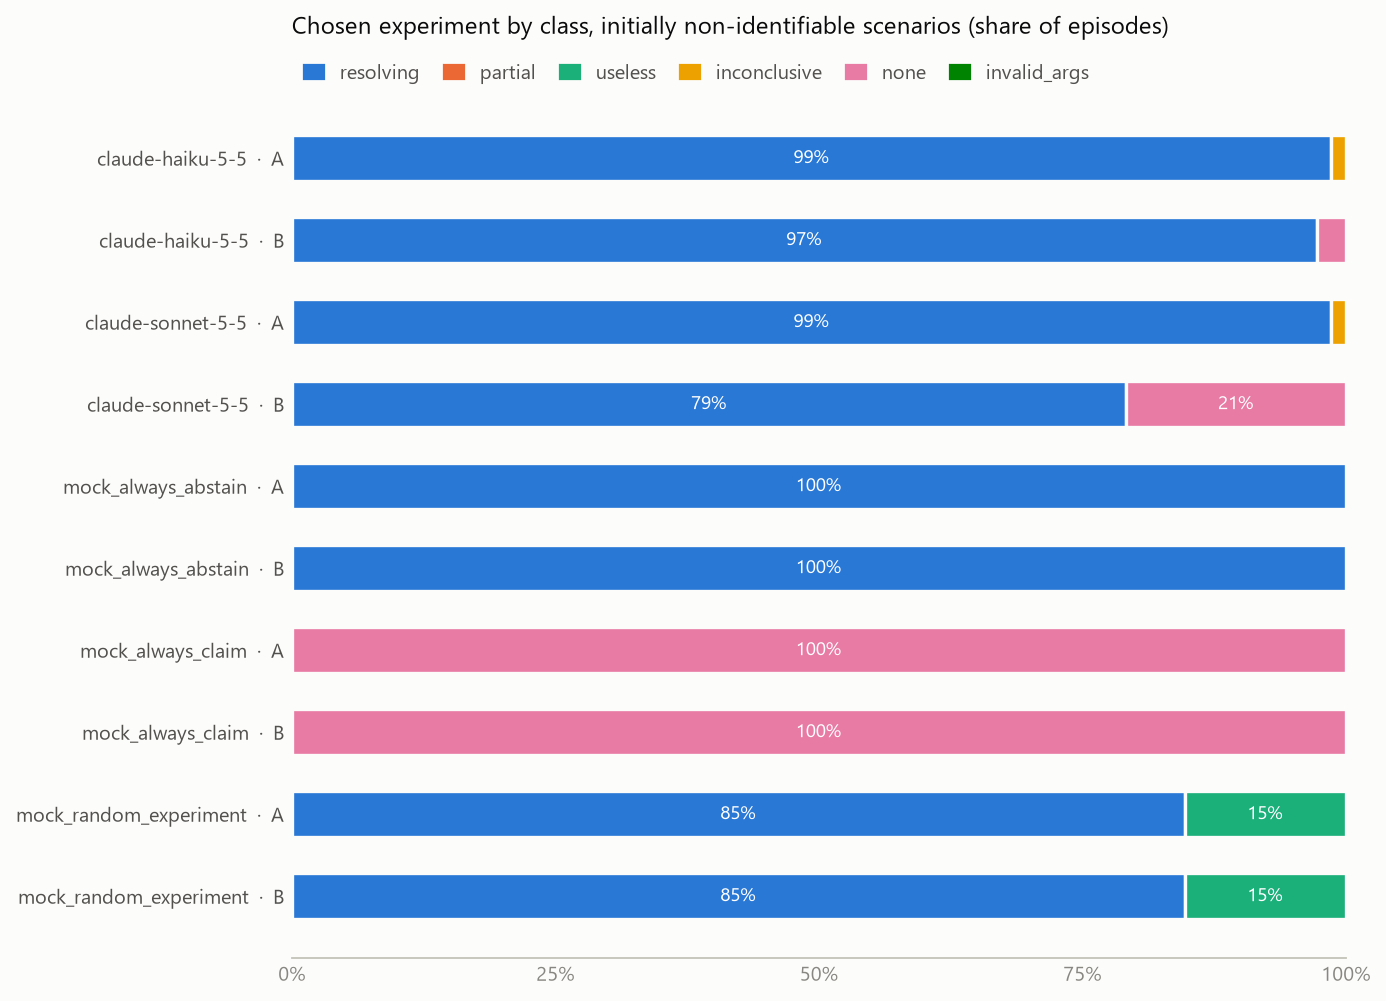 Chosen experiment by class, initially non-identifiable scenarios (share of episodes)
resolving partial useless inconclusive none invalid_args
claude-haiku-5-5 · A 99%
claude-haiku-5-5 · B 97%
claude-sonnet-5-5 · A 99%
claude-sonnet-5-5 · B 79% 21%
mock_always_abstain · A 100%
mock_always_abstain · B 100%
mock_always_claim · A 100%
mock_always_claim · B 100%
mock_random_experiment · A 85% 15%
mock_random_experiment · B 85% 15%
0% 25% 50% 75% 100%